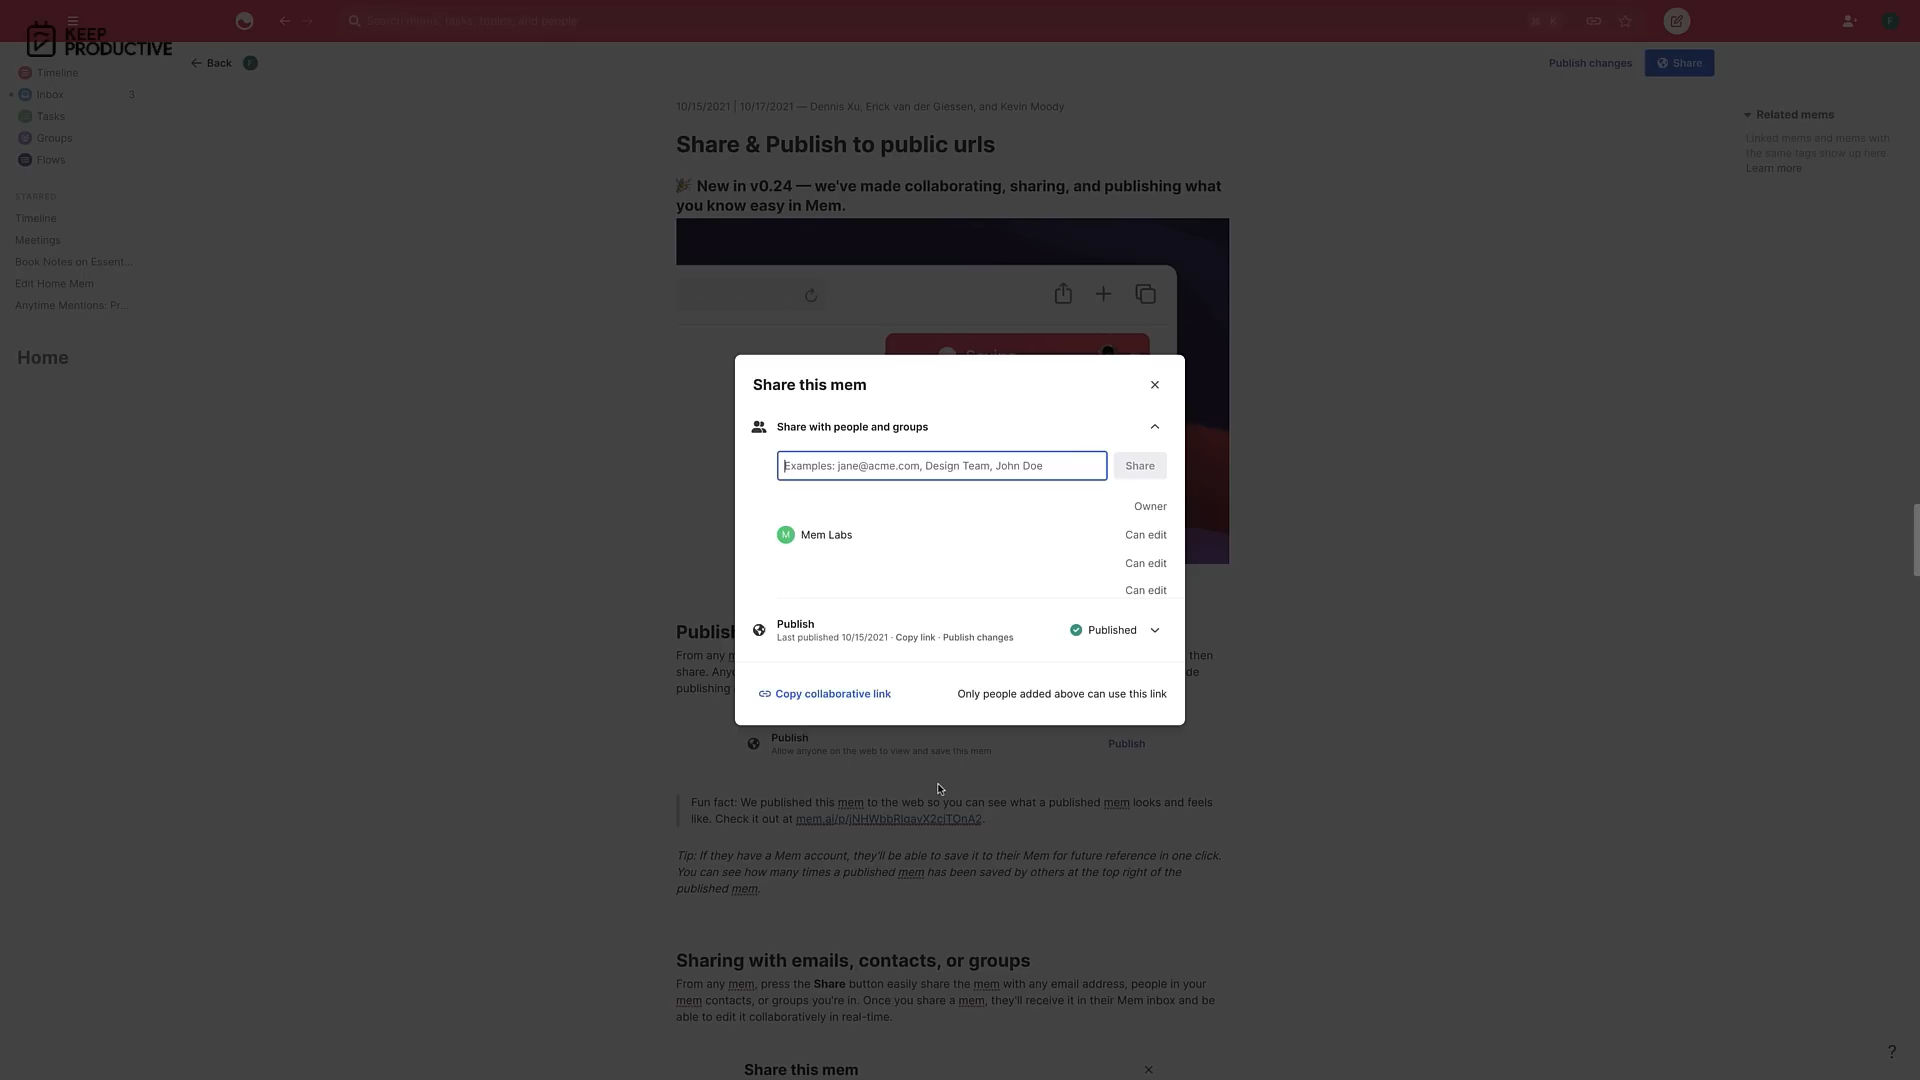 KEEP
PRODUCTIVE
Search mems, tasks, topics, and people
⌘ K
F
Timeline
Inbox 3
Tasks
Groups
Flows
STARRED
Timeline
Meetings
Book Notes on Essent...
Edit Home Mem
Anytime Mentions: Pr...
Home
Back
Publish changes
Share
10/15/2021 | 10/17/2021 — Dennis Xu, Erick van der Giessen, and Kevin Moody
Share & Publish to public urls
🎉 New in v0.24 — we've made collaborating, sharing, and publishing what
you know easy in Mem.
Related mems
Linked mems and mems with
the same tags show up here.
Learn more
Share this mem
Share with people and groups
Examples: jane@acme.com, Design Team, John Doe
Share
Owner
M Mem Labs Can edit
Can edit
Can edit
Publish
Last published 10/15/2021 · Copy link · Publish changes
Published
Copy collaborative link
Only people added above can use this link
From any
then
share.
publishing
Publish
Allow anyone on the web to view and save this mem
Publish
Fun fact: We published this mem to the web so you can see what a published mem looks and feels
like. Check it out at
Tip: If they have a Mem account, they'll be able to save it to their Mem for future reference in one click.
You can see how many times a published mem has been saved by others at the top right of the
published mem.
Sharing with emails, contacts, or groups
From any mem, press the Share button easily share the mem with any email address, people in your
mem contacts, or groups you're in. Once you share a mem, they'll receive it in their Mem inbox and be
able to edit it collaboratively in real-time.
Share this mem
?